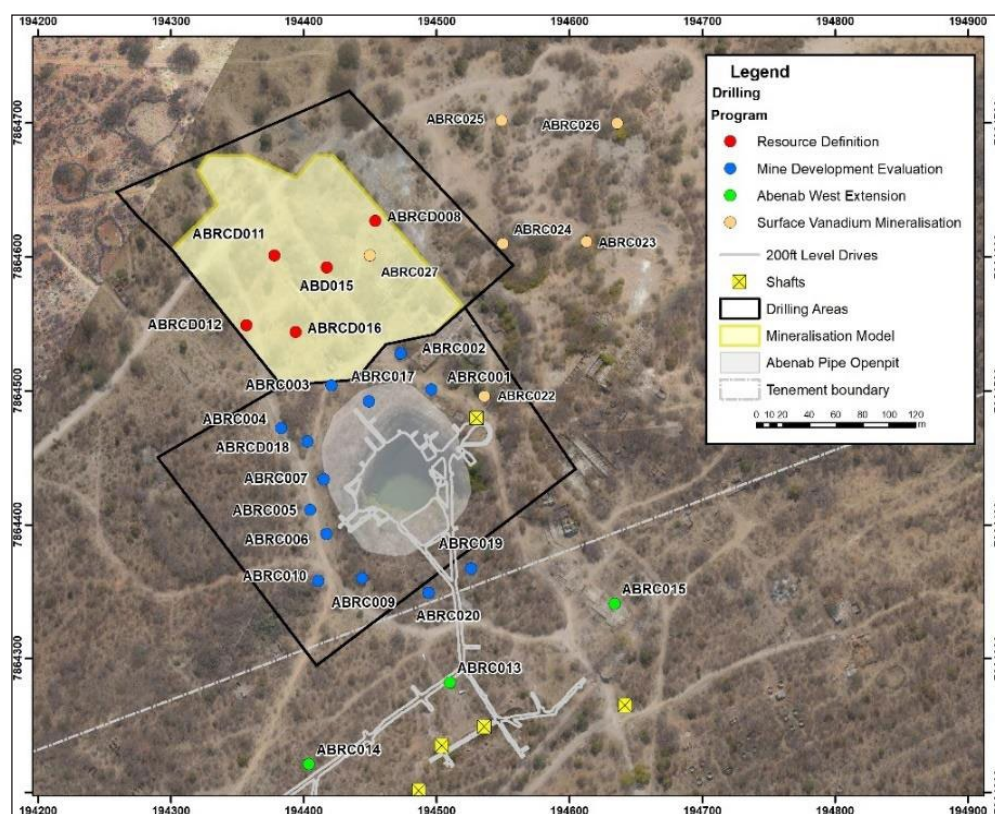 194200 194300 194400 194500 194600 194700 194800 194900
Legend
Drilling
Program
Resource Definition
Mine Development Evaluation
Abenab West Extension
Surface Vanadium Mineralisation
200ft Level Drives
Shafts
Drilling Areas
Mineralisation Model
Abenab Pipe Openpit
Tenement boundary
0 10 20 40 60 80 100 120
m
7864700
7864600
7864500
7864400
7864300
ABRC025
ABRC026
ABRCD008
ABRCD011
ABRC024
ABRC023
ABRC027
ABD015
ABRCD012
ABRCD016
ABRC002
ABRC003
ABRC017
ABRC001
ABRC022
ABRC004
ABRCD018
ABRC007
ABRC005
ABRC006
ABRC019
ABRC010
ABRC009
ABRC020
ABRC015
ABRC013
ABRC014
194200 194300 194400 194500 194600 194700 194800 194900